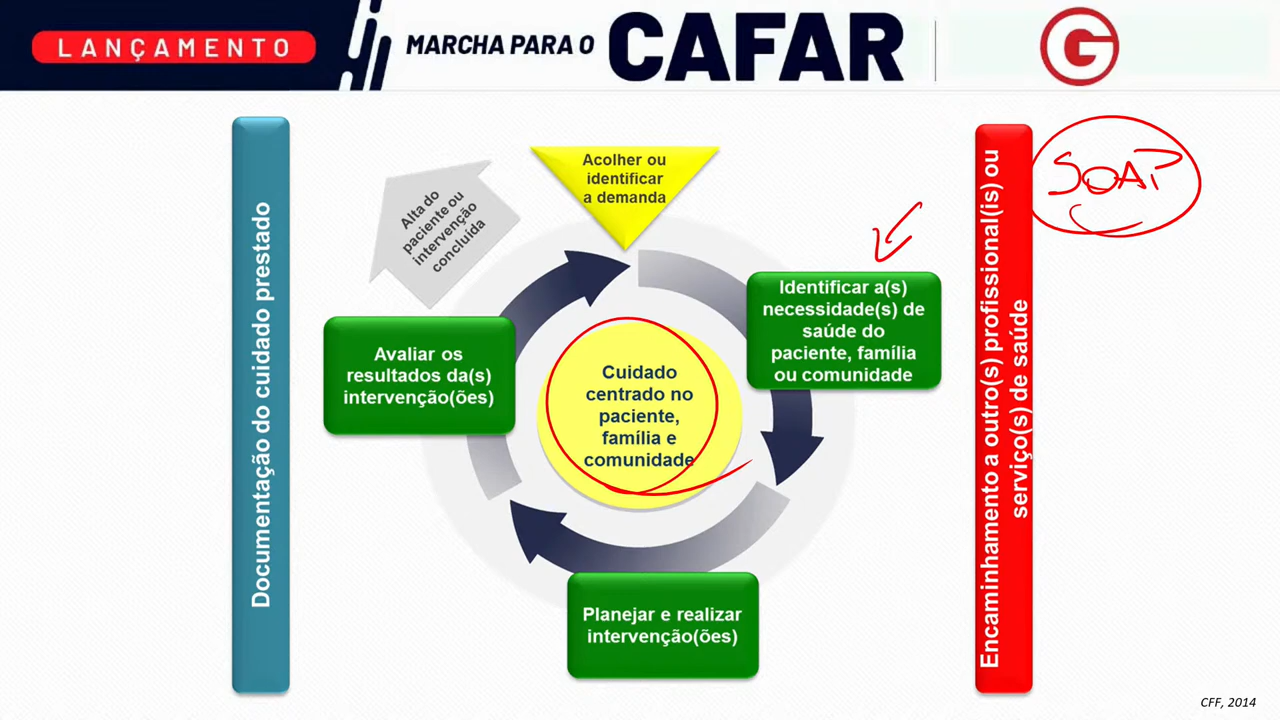 LANÇAMENTO
MARCHA PARA O
CAFAR
G
Documentação do cuidado prestado
Alta do
paciente ou
intervenção
concluída
Acolher ou
identificar
a demanda
Identificar a(s)
necessidade(s) de
saúde do
paciente, família
ou comunidade
Avaliar os
resultados da(s)
intervenção(ões)
Cuidado
centrado no
paciente,
família e
comunidade
Planejar e realizar
intervenção(ões)
Encaminhamento a outro(s) profissional(is) ou
serviço(s) de saúde
SOAP
CFF, 2014